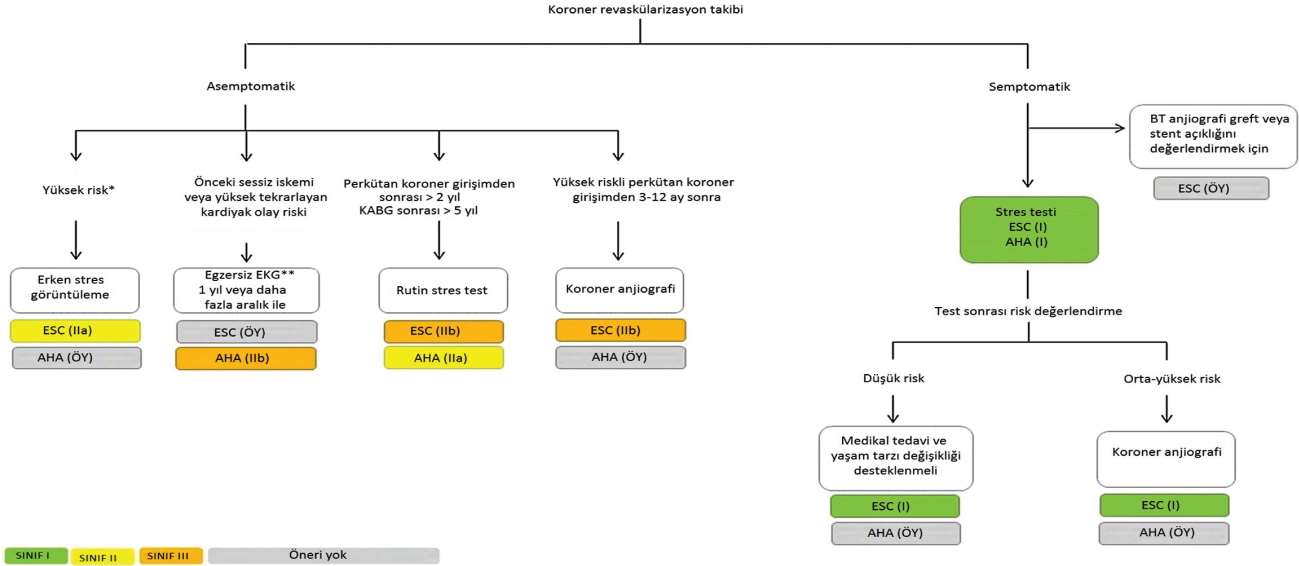 Koroner revaskülarizasyon takibi
Asemptomatik
Yüksek risk*
Erken stres
görüntüleme
ESC (IIa)
AHA (ÖY)
Önceki sessiz iskemi
veya yüksek tekrarlayan
kardiyak olay riski
Egzersiz EKG**
1 yıl veya daha
fazla aralık ile
ESC (ÖY)
AHA (IIb)
Perkütan koroner girişimden
sonrası > 2 yıl
KABG sonrası > 5 yıl
Rutin stres test
ESC (IIb)
AHA (IIa)
Yüksek riskli perkütan koroner
girişimden 3-12 ay sonra
Koroner anjiografi
ESC (IIb)
AHA (ÖY)
Semptomatik
BT anjiografi greft veya
stent açıklığını
değerlendirmek için
ESC (ÖY)
Stres testi
ESC (I)
AHA (I)
Test sonrası risk değerlendirme
Düşük risk
Medikal tedavi ve
yaşam tarzı değişikliği
desteklenmeli
ESC (I)
AHA (ÖY)
Orta-yüksek risk
Koroner anjiografi
ESC (I)
AHA (ÖY)
SINIF I
SINIF II
SINIF III
Öneri yok